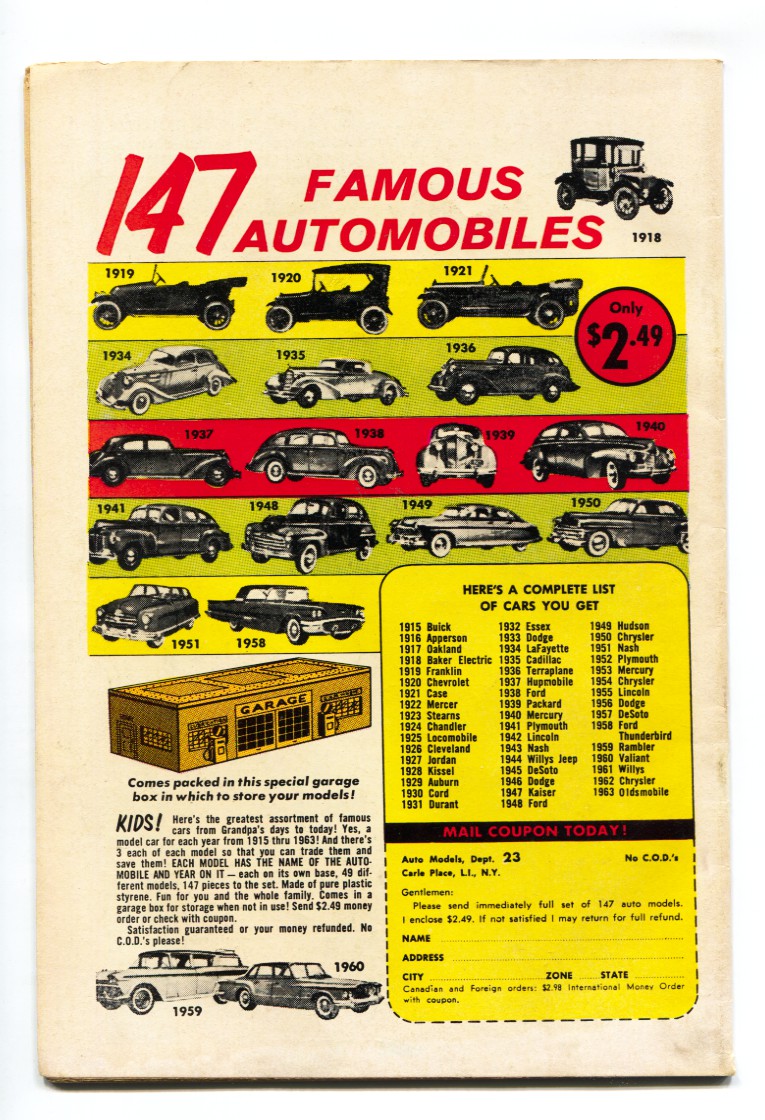 147 FAMOUS
AUTOMOBILES
1918
1919
1920
1921
Only
$2.49
1934
1935
1936
1937
1938
1939
1940
1941
1948
1949
1950
1951
1958
HERE'S A COMPLETE LIST
OF CARS YOU GET
1915 Buick
1916 Apperson
1917 Oakland
1918 Baker Electric
1919 Franklin
1920 Chevrolet
1921 Case
1922 Mercer
1923 Stearns
1924 Chandler
1925 Locomobile
1926 Cleveland
1927 Jordan
1928 Kissel
1929 Auburn
1930 Cord
1931 Durant
1932 Essex
1933 Dodge
1934 LaFayette
1935 Cadillac
1936 Terraplane
1937 Hupmobile
1938 Ford
1939 Packard
1940 Mercury
1941 Plymouth
1942 Lincoln
1943 Nash
1944 Willys Jeep
1945 DeSoto
1946 Dodge
1947 Kaiser
1948 Ford
1949 Hudson
1950 Chrysler
1951 Nash
1952 Plymouth
1953 Mercury
1954 Chrysler
1955 Lincoln
1956 Dodge
1957 DeSoto
1958 Ford
Thunderbird
1959 Rambler
1960 Valiant
1961 Willys
1962 Chrysler
1963 Oldsmobile
GARAGE
Comes packed in this special garage
box in which to store your models!
KIDS! Here's the greatest assortment of famous
cars from Grandpa's days to today! Yes, a
model car for each year from 1915 thru 1963! And there's
3 each of each model so that you can trade them and
save them! EACH MODEL HAS THE NAME OF THE AUTO-
MOBILE AND YEAR ON IT — each on its own base, 49 dif-
ferent models, 147 pieces to the set. Made of pure plastic
styrene. Fun for you and the whole family. Comes in a
garage box for storage when not in use! Send $2.49 money
order or check with coupon.
Satisfaction guaranteed or your money refunded. No
C.O.D.'s please!
1959
1960
MAIL COUPON TODAY!
Auto Models, Dept. 23 No C.O.D.'s
Carle Place, L.I., N.Y.
Gentlemen:
Please send immediately full set of 147 auto models.
I enclose $2.49. If not satisfied I may return for full refund.
NAME
ADDRESS
CITY ZONE STATE
Canadian and Foreign orders: $2.98 International Money Order
with coupon.